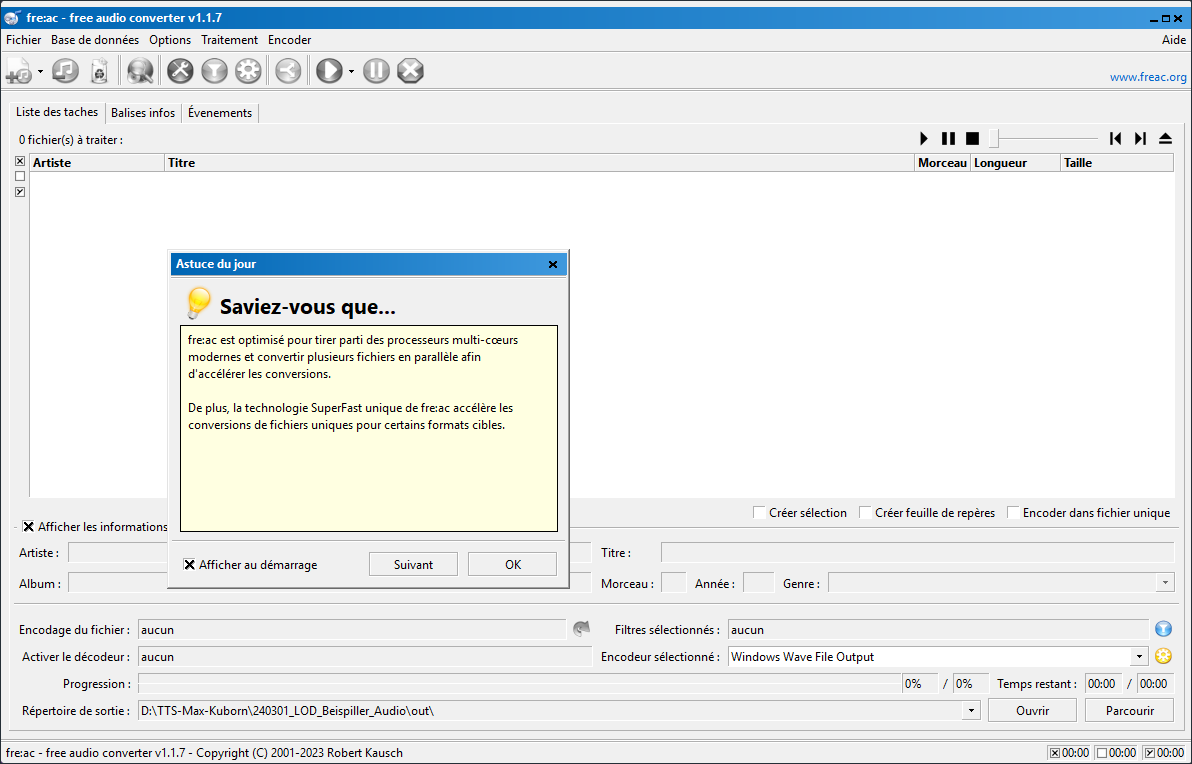 fre:ac - free audio converter v1.1.7
Fichier Base de données Options Traitement Encoder Aide
www.freac.org
Liste des taches Balises infos Évenements
0 fichier(s) à traiter :
Artiste Titre Morceau Longueur Taille
Astuce du jour
Saviez-vous que...
fre:ac est optimisé pour tirer parti des processeurs multi-cœurs
modernes et convertir plusieurs fichiers en parallèle afin
d'accélérer les conversions.
De plus, la technologie SuperFast unique de fre:ac accélère les
conversions de fichiers uniques pour certains formats cibles.
Afficher au démarrage Suivant OK
Créer sélection Créer feuille de repères Encoder dans fichier unique
Afficher les informations
Artiste : Titre :
Album : Morceau : Année : Genre :
Encodage du fichier : aucun Filtres sélectionnés : aucun
Activer le décodeur : aucun Encodeur sélectionné : Windows Wave File Output
Progression : 0% / 0% Temps restant : 00:00 / 00:00
Répertoire de sortie : D:\TTS-Max-Kuborn\240301_LOD_Beispiller_Audio\out\ Ouvrir Parcourir
fre:ac - free audio converter v1.1.7 - Copyright (C) 2001-2023 Robert Kausch 00:00 00:00 00:00